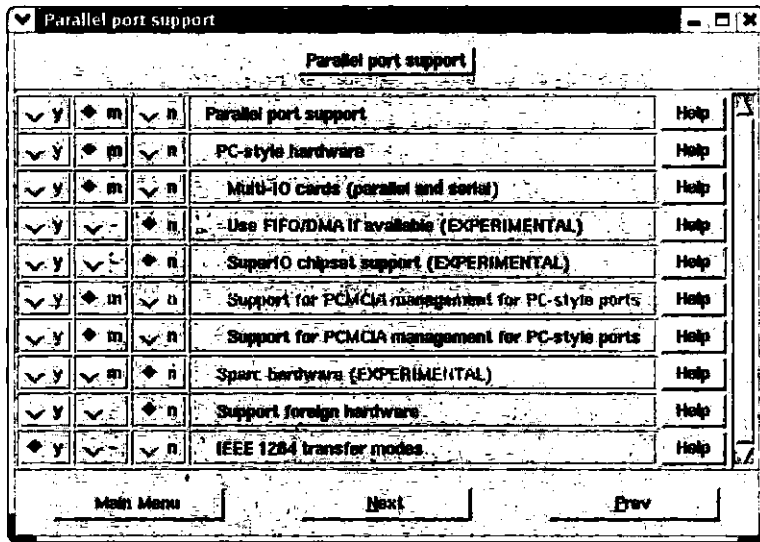 Parallel port support
Parallel port support
y m n Parallel port support Help
y m n PC-style hardware Help
y m n Multi-IO cards (parallel and serial) Help
y - n Use FIFO/DMA if available (EXPERIMENTAL) Help
y - n SuperIO chipset support (EXPERIMENTAL) Help
y m n Support for PCMCIA management for PC-style ports Help
y m n Support for PCMCIA management for PC-style ports Help
y m n Sparc hardware (EXPERIMENTAL) Help
y n Support foreign hardware Help
y - n IEEE 1284 transfer modes Help
Main Menu Next Prev